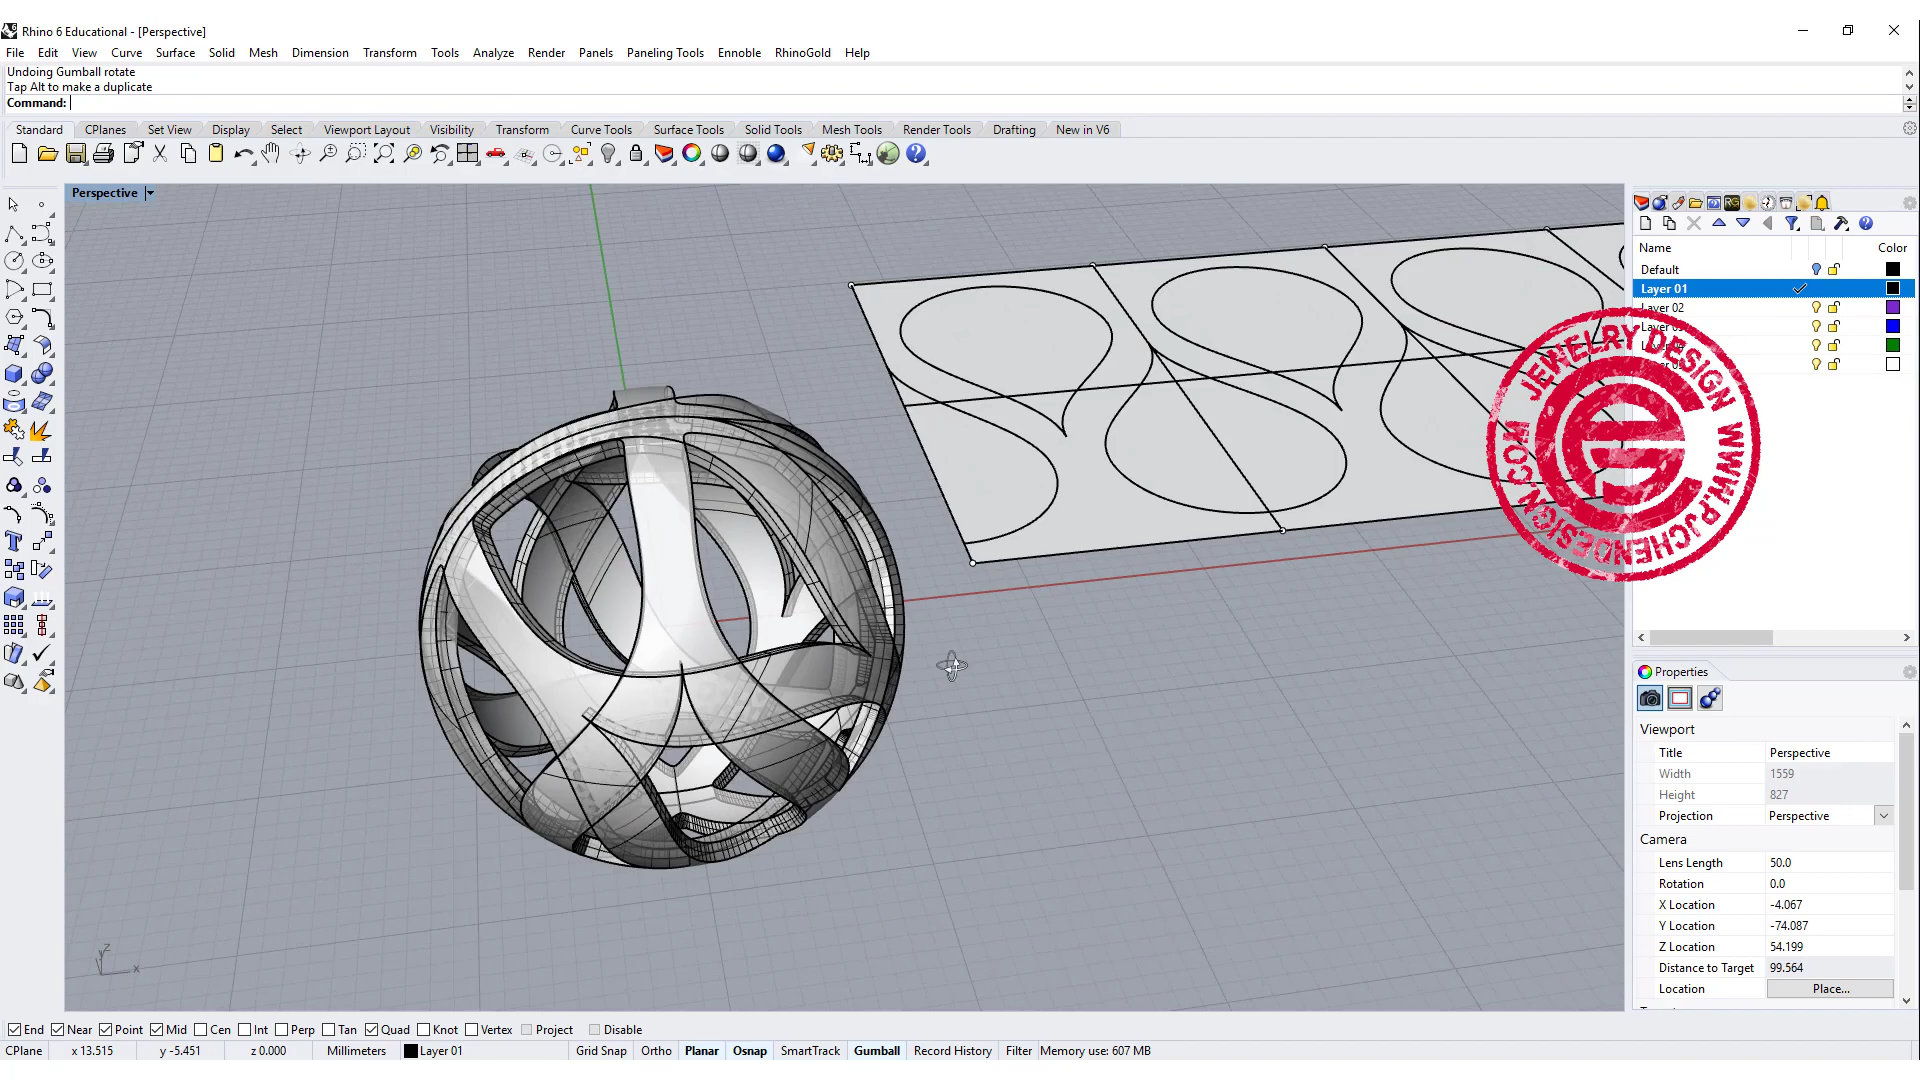 Rhino 6 Educational - [Perspective]
File Edit View Curve Surface Solid Mesh Dimension Transform Tools Analyze Render Panels Paneling Tools Ennoble RhinoGold Help
Undoing Gumball rotate
Tap Alt to make a duplicate
Command:
Standard CPlanes Set View Display Select Viewport Layout Visibility Transform Curve Tools Surface Tools Solid Tools Mesh Tools Render Tools Drafting New in V6
Perspective
Name Color
Default
Layer 01
Layer 02
JEWELRY DESIGN WWW.PJCHENDESIGN.COM
Properties
Viewport
Title Perspective
Width 1559
Height 827
Projection Perspective
Camera
Lens Length 50.0
Rotation 0.0
X Location -4.067
Y Location -74.087
Z Location 54.199
Distance to Target 99.564
Location Place...
z
y
x
End Near Point Mid Cen Int Perp Tan Quad Knot Vertex Project Disable
CPlane x 13.515 y -5.451 z 0.000 Millimeters Layer 01 Grid Snap Ortho Planar Osnap SmartTrack Gumball Record History Filter Memory use: 607 MB